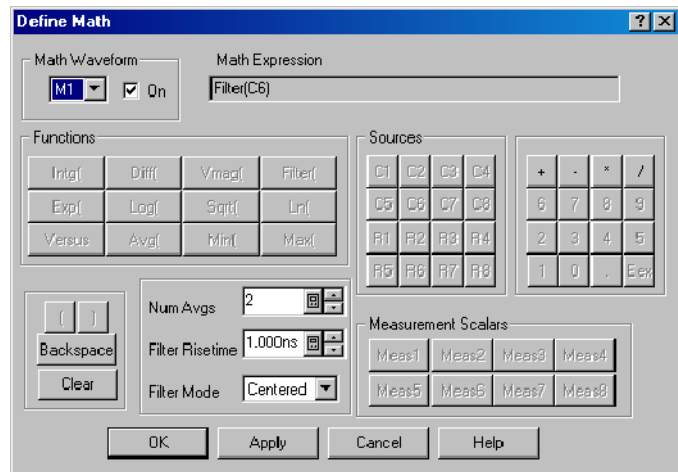 Define Math
Math Waveform
M1
On
Math Expression
Filter(C6)
Functions
Intg( Diff( Vmag( Filter(
Exp( Log( Sqrt( Ln(
Versus Avg( Min( Max(
Sources
C1 C2 C3 C4
C5 C6 C7 C8
R1 R2 R3 R4
R5 R6 R7 R8
+ - * /
6 7 8 9
2 3 4 5
1 0 . Eex
( )
Backspace
Clear
Num Avgs 2
Filter Risetime 1.000ns
Filter Mode Centered
Measurement Scalars
Meas1 Meas2 Meas3 Meas4
Meas5 Meas6 Meas7 Meas8
OK Apply Cancel Help